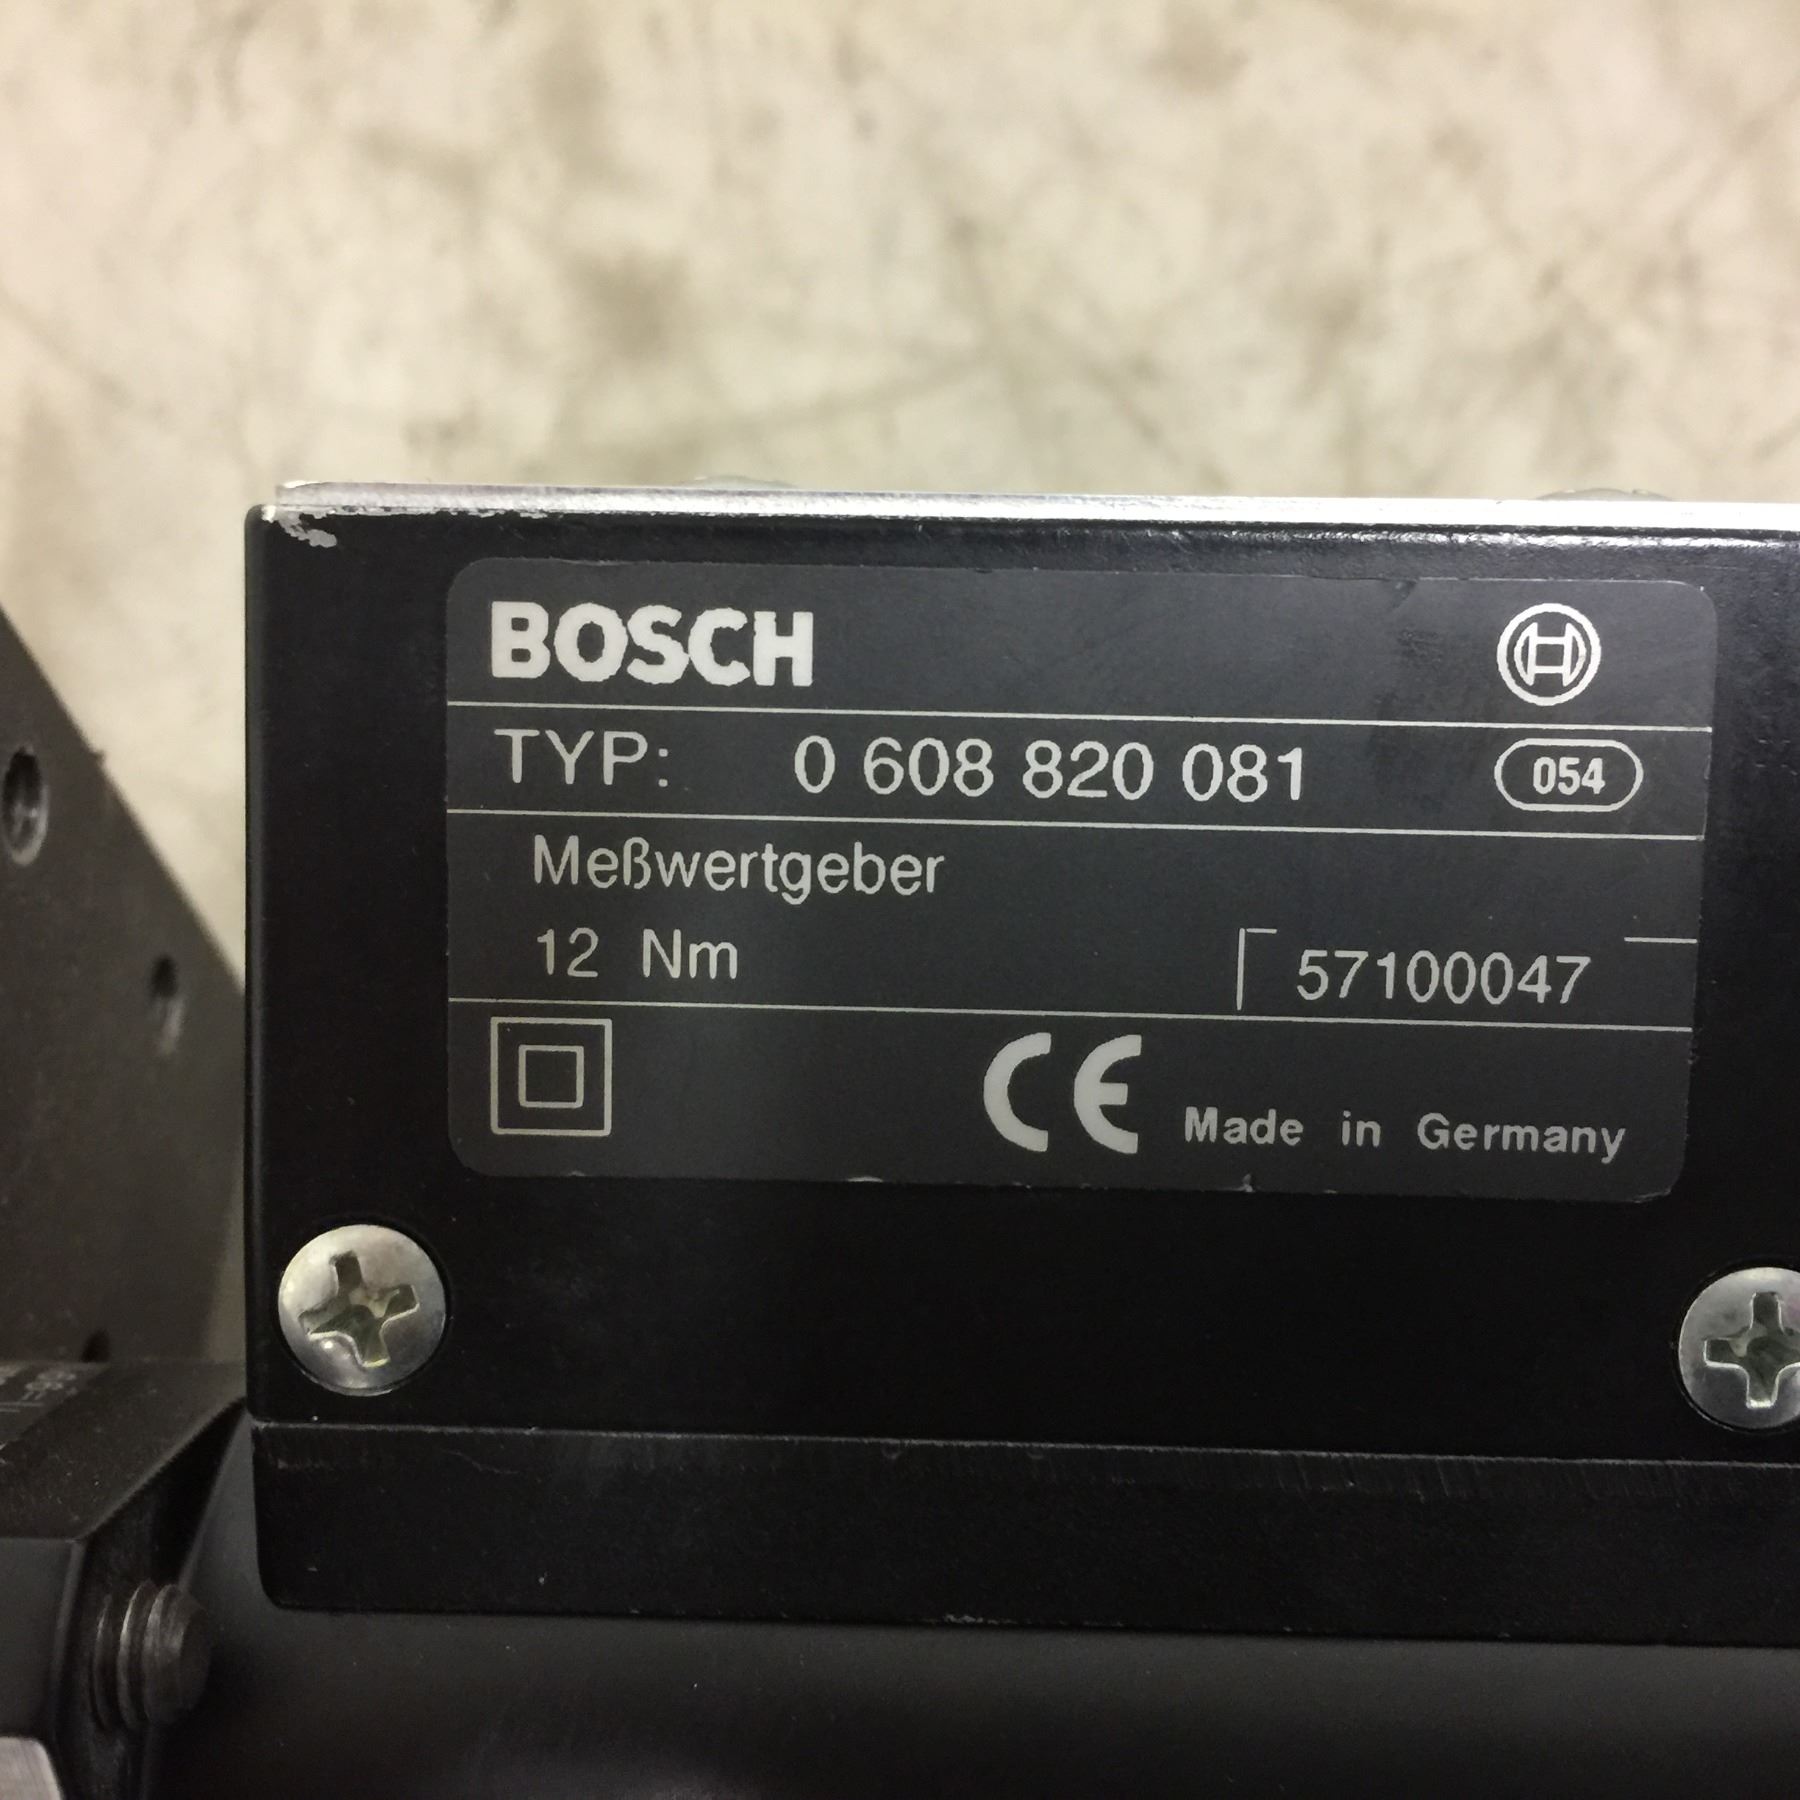 BOSCH
TYP: 0 608 820 081 054
Meßwertgeber
12 Nm 57100047
CE Made in Germany